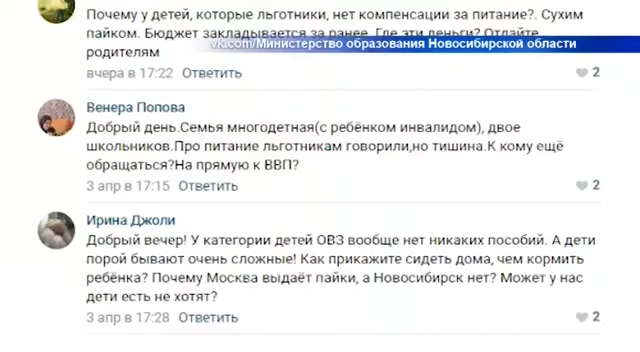 Почему у детей, которые льготники, нет компенсации за питание?. Сухим
пайком. Бюджет закладывается за ранее. Где эти деньги? Отдайте
vk.com/Министерство образования Новосибирской области
родителям
вчера в 17:22 Ответить 2
Венера Попова
Добрый день.Семья многодетная(с ребёнком инвалидом), двое
школьников.Про питание льготникам говорили,но тишина.К кому ещё
обращаться?На прямую к ВВП?
3 апр в 17:15 Ответить 2
Ирина Джоли
Добрый вечер! У категории детей ОВЗ вообще нет никаких пособий. А дети
порой бывают очень сложные! Как прикажите сидеть дома, чем кормить
ребёнка? Почему Москва выдаёт пайки, а Новосибирск нет? Может у нас
дети есть не хотят?
3 апр в 17:28 Ответить 2